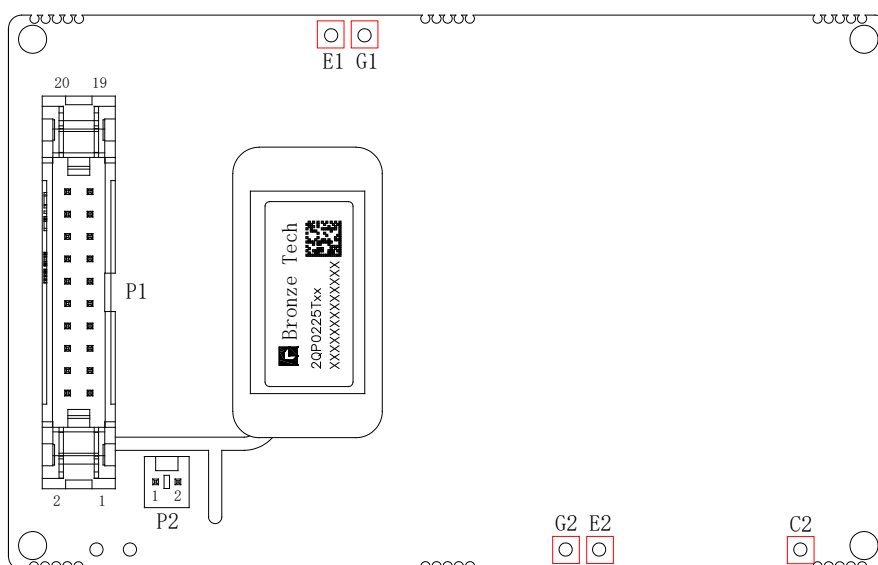 E1 G1
20 19
P1
Bronze Tech
2QP0225Txx
XXXXXXXXXXXXX
2 1
1 2
P2
G2 E2
C2